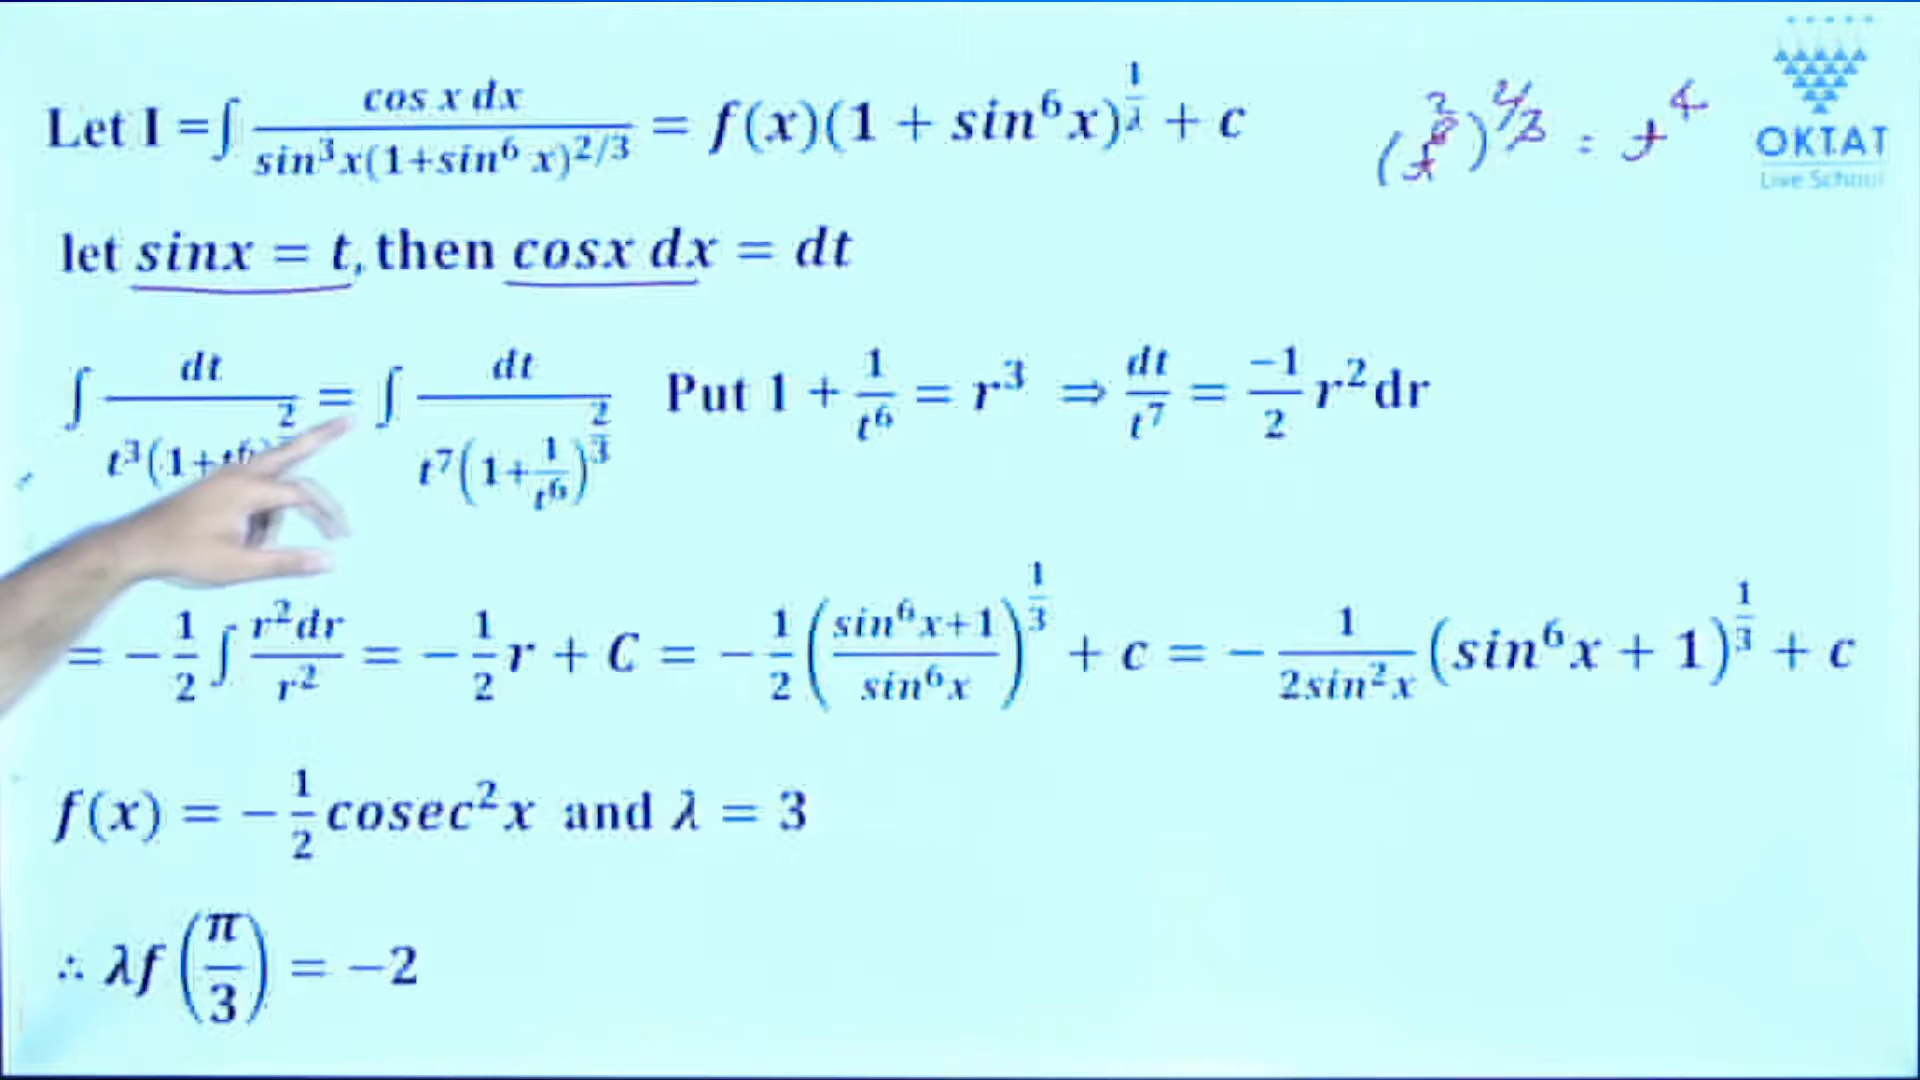 Let I =∫ cos x dx / sin³x(1+sin⁶ x)^2/3 = f(x)(1 + sin⁶x)^1/λ + c
= t⁴
OKTAT
Live School
let sinx = t, then cosx dx = dt
∫ dt / t³(1+t⁶) 2 = ∫ dt / t⁷(1+1/t⁶)^2/3 Put 1 + 1/t⁶ = r³ ⇒ dt/t⁷ = -1/2 r²dr
= -1/2 ∫ r²dr/r² = -1/2 r + C = -1/2 (sin⁶x+1/sin⁶x)^1/3 + c = -1/2sin²x (sin⁶x + 1)^1/3 + c
f(x) = -1/2 cosec²x and λ = 3
∴ λf(π/3) = -2